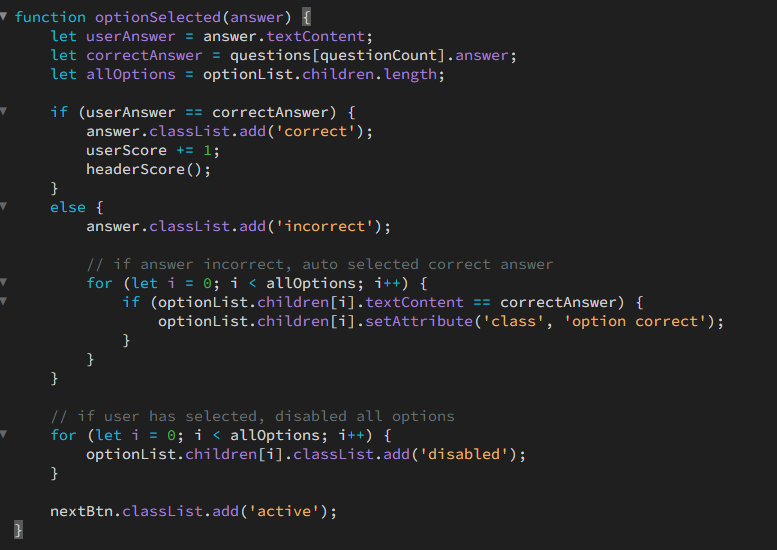 function optionSelected(answer) {
    let userAnswer = answer.textContent;
    let correctAnswer = questions[questionCount].answer;
    let allOptions = optionList.children.length;

    if (userAnswer == correctAnswer) {
        answer.classList.add('correct');
        userScore += 1;
        headerScore();
    }
    else {
        answer.classList.add('incorrect');

        // if answer incorrect, auto selected correct answer
        for (let i = 0; i < allOptions; i++) {
            if (optionList.children[i].textContent == correctAnswer) {
                optionList.children[i].setAttribute('class', 'option correct');
            }
        }
    }

    // if user has selected, disabled all options
    for (let i = 0; i < allOptions; i++) {
        optionList.children[i].classList.add('disabled');
    }

    nextBtn.classList.add('active');
}